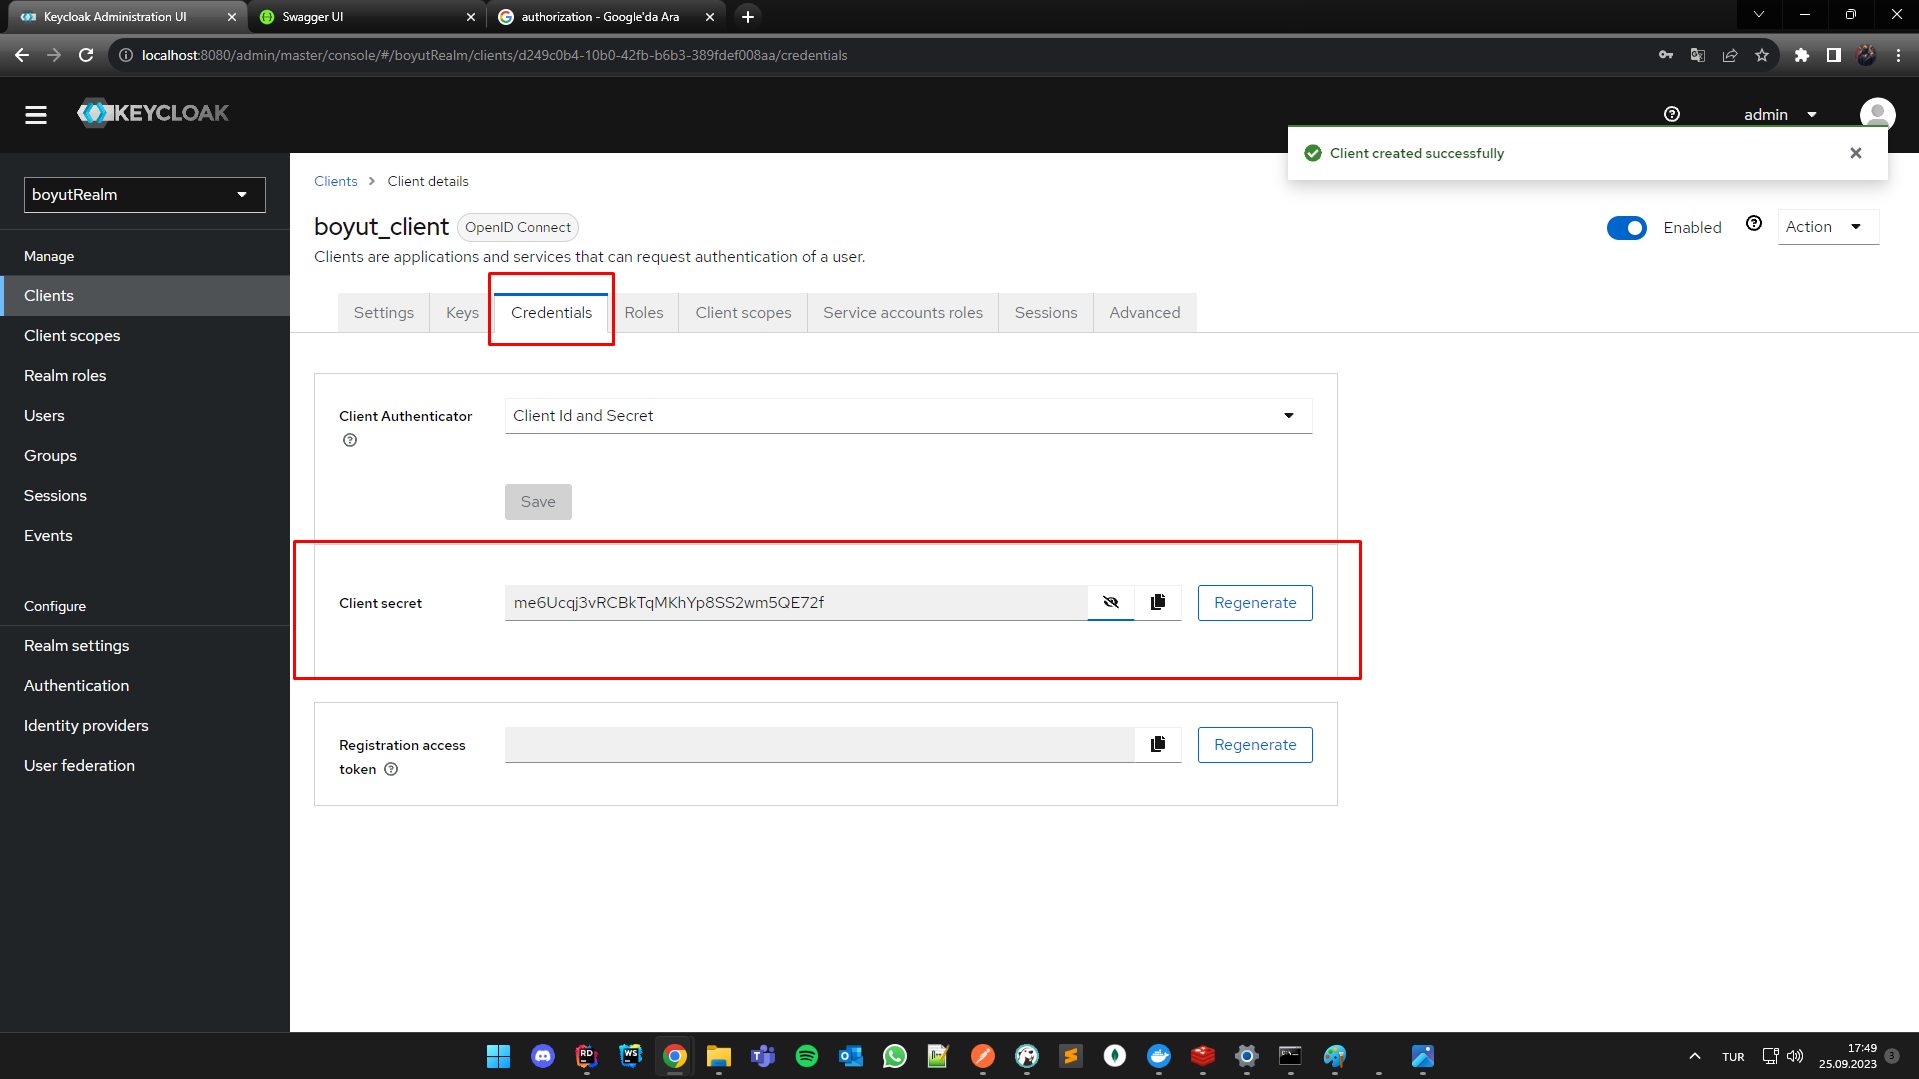 Keycloak Administration UI
Swagger UI
authorization - Google'da Ara
localhost:8080/admin/master/console/#/boyutRealm/clients/d249c0b4-10b0-42fb-b6b3-389fdef008aa/credentials
KEYCLOAK
admin
Client created successfully
boyutRealm
Manage
Clients
Client scopes
Realm roles
Users
Groups
Sessions
Events
Configure
Realm settings
Authentication
Identity providers
User federation
Clients > Client details
boyut_client OpenID Connect
Enabled
Action
Clients are applications and services that can request authentication of a user.
Settings Keys Credentials Roles Client scopes Service accounts roles Sessions Advanced
Client Authenticator Client Id and Secret
Save
Client secret me6Ucqj3vRCBkTqMKhYp8SS2wm5QE72f Regenerate
Registration access
token
Regenerate
RD
WS
TUR
17:49
25.09.2023
3